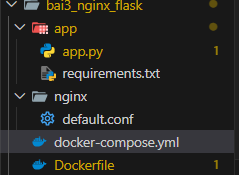 bai3_nginx_flask
app
app.py 1
requirements.txt
nginx
default.conf
docker-compose.yml
Dockerfile 1